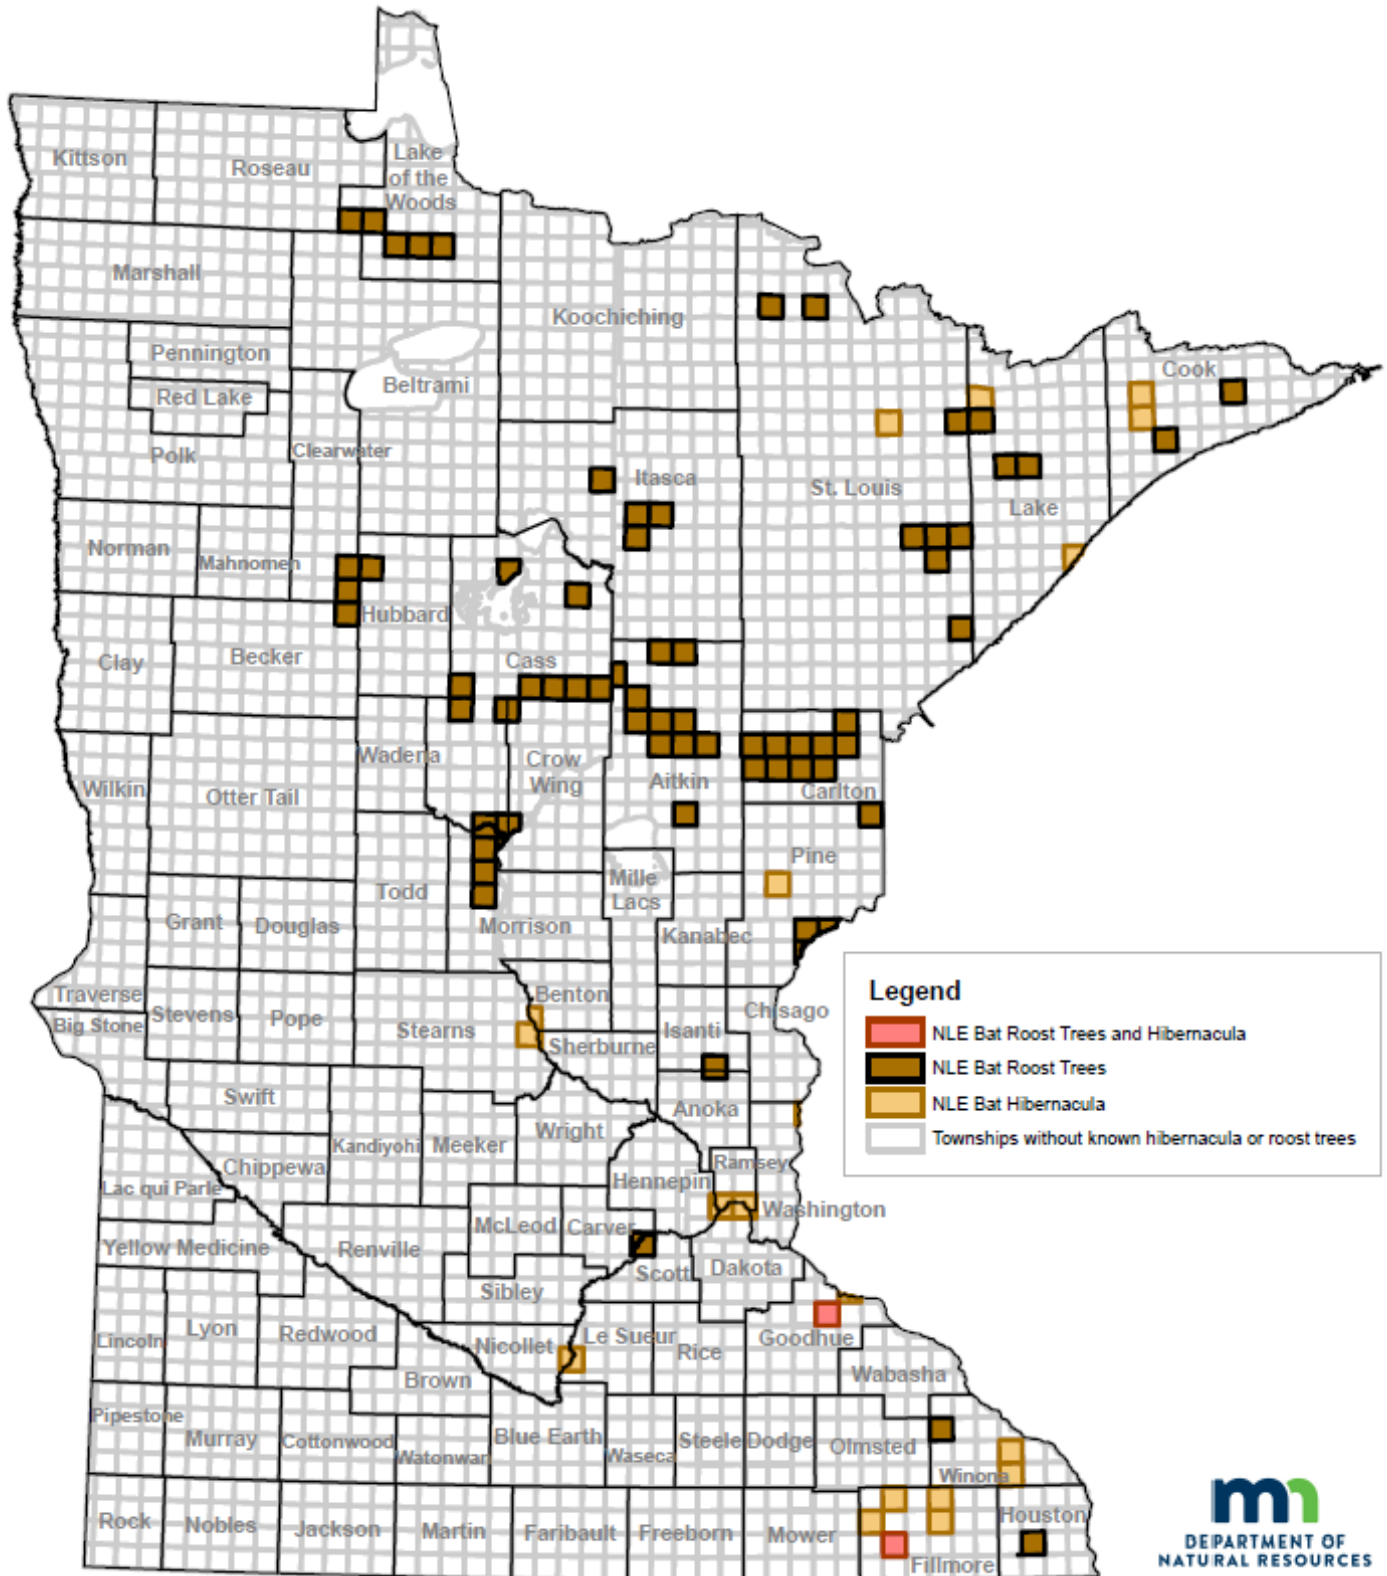 Kittson
Roseau
Lake
of the
Woods
Marshall
Koochiching
Pennington
Beltrami
Red Lake
Cook
Polk
Clearwater
Itasca
St. Louis
Lake
Norman
Mahnomen
Hubbard
Clay
Becker
Cass
Wadena
Crow
Wing
Aitkin
Wilkin
Otter Tail
Carlton
Pine
Todd
Mille
Lacs
Grant
Douglas
Morrison
Kanabec
Traverse
Stevens
Pope
Benton
Big Stone
Stearns
Isanti
Chisago
Sherburne
Swift
Anoka
Kandiyohi
Meeker
Wright
Chippewa
Ramsey
Lac qui Parle
Hennepin
Washington
McLeod
Carver
Yellow Medicine
Renville
Scott
Dakota
Sibley
Lincoln
Lyon
Redwood
Nicollet
Le Sueur
Rice
Goodhue
Brown
Wabasha
Pipestone
Murray
Cottonwood
Watonwan
Blue Earth
Waseca
Steele
Dodge
Olmsted
Winona
Rock
Nobles
Jackson
Martin
Faribault
Freeborn
Mower
Fillmore
Houston
Legend
NLE Bat Roost Trees and Hibernacula
NLE Bat Roost Trees
NLE Bat Hibernacula
Townships without known hibernacula or roost trees
mn
DEPARTMENT OF
NATURAL RESOURCES